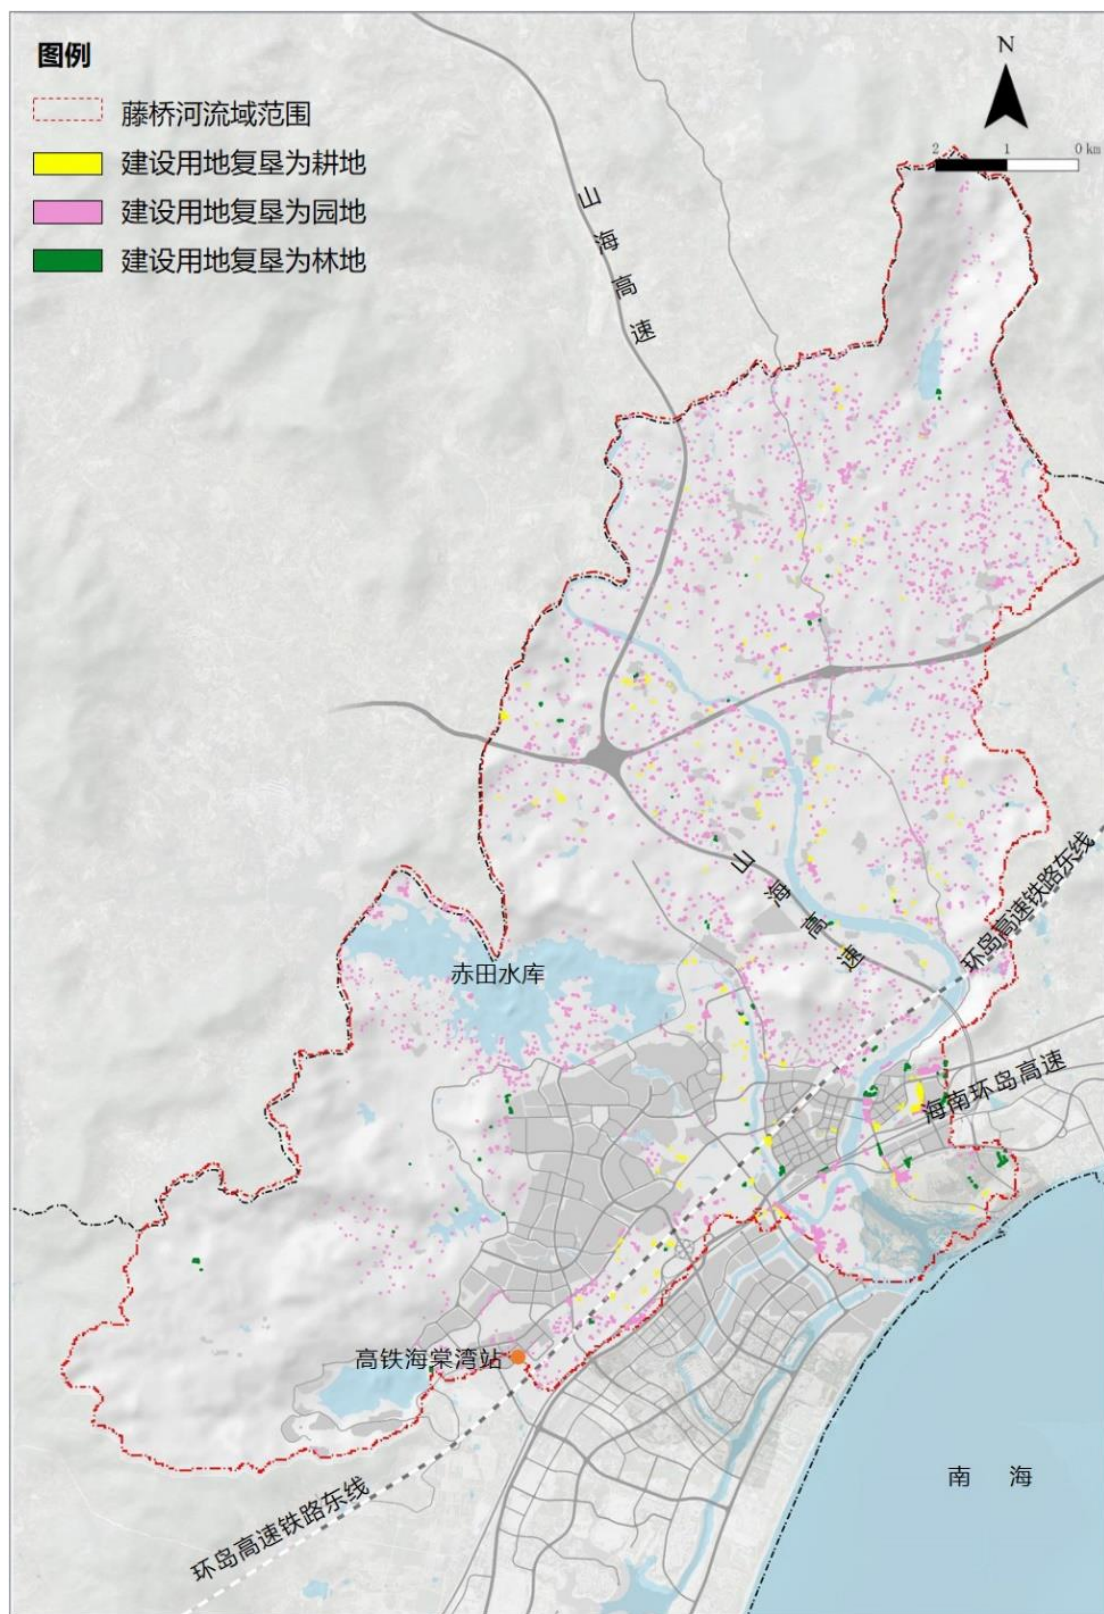 图例
藤桥河流域范围
建设用地复垦为耕地
建设用地复垦为园地
建设用地复垦为林地
N
2 1 0 km
山海高速
山海高速
环岛高速铁路东线
赤田水库
海南环岛高速
高铁海棠湾站
环岛高速铁路东线
南 海